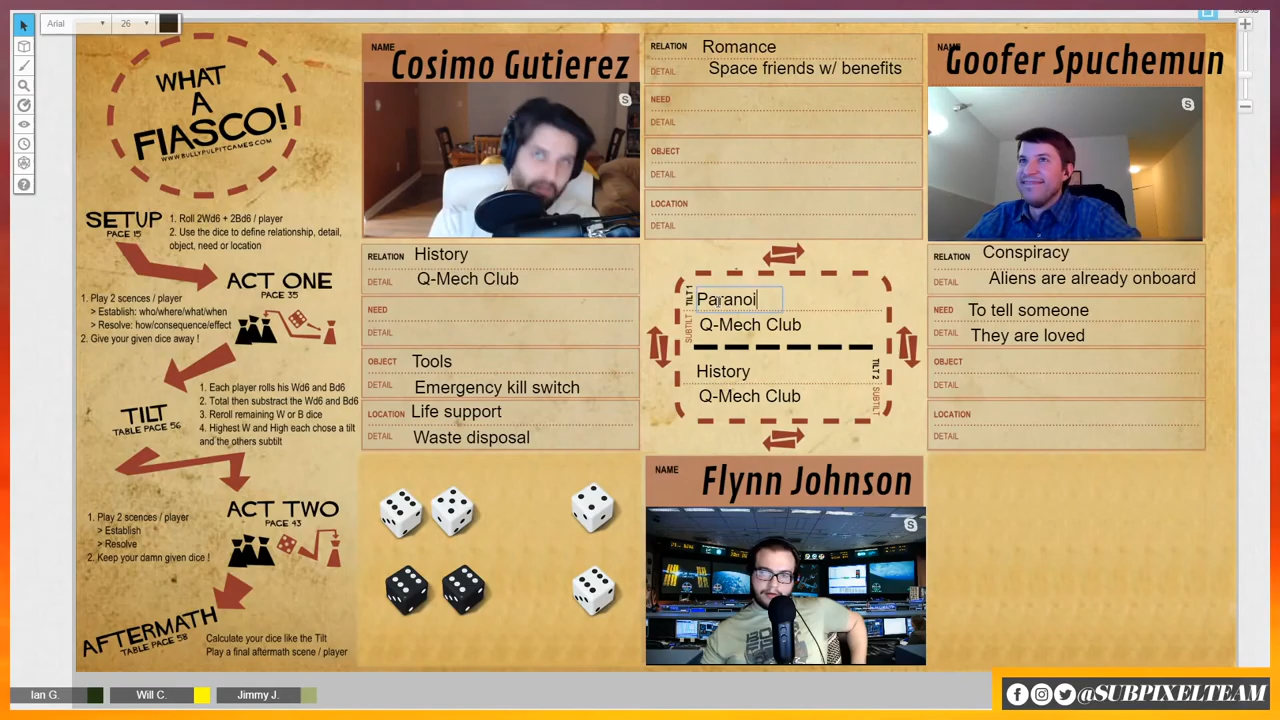 Arial
26
WHAT
A
FIASCO!
WWW.BULLYPULPITGAMES.COM
SETUP
PAGE 15
1. Roll 2Wd6 + 2Bd6 / player
2. Use the dice to define relationship, detail,
object, need or location
ACT ONE
PAGE 35
1. Play 2 scences / player
> Establish: who/where/what/when
> Resolve: how/consequence/effect
2. Give your given dice away !
TILT
TABLE PAGE 56
1. Each player rolls his Wd6 and Bd6
2. Total then substract the Wd6 and Bd6
3. Reroll remaining W or B dice
4. Highest W and High each chose a tilt
and the others subtilt
ACT TWO
PAGE 43
1. Play 2 scences / player
> Establish
> Resolve
2. Keep your damn given dice !
AFTERMATH
TABLE PAGE 58
Calculate your dice like the Tilt
Play a final aftermath scene / player
NAME
Cosimo Gutierez
RELATION Romance
DETAIL Space friends w/ benefits
NEED
DETAIL
OBJECT
DETAIL
LOCATION
DETAIL
NAME
Goofer Spuchemun
RELATION History
DETAIL Q-Mech Club
NEED
DETAIL
OBJECT Tools
DETAIL Emergency kill switch
LOCATION Life support
DETAIL Waste disposal
TILT 1
Paranoi
SUBTILT
Q-Mech Club
History
TILT 2
Q-Mech Club
SUBTILT
RELATION Conspiracy
DETAIL Aliens are already onboard
NEED To tell someone
DETAIL They are loved
OBJECT
DETAIL
LOCATION
DETAIL
NAME
Flynn Johnson
Ian G.
Will C.
Jimmy J.
@SUBPIXELTEAM